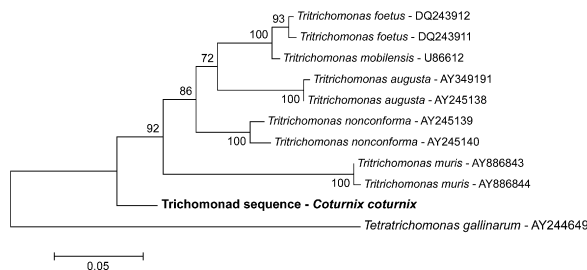 93
Tritrichomonas foetus - DQ243912
Tritrichomonas foetus - DQ243911
100
Tritrichomonas mobilensis - U86612
72
Tritrichomonas augusta - AY349191
100
Tritrichomonas augusta - AY245138
86
Tritrichomonas nonconforma - AY245139
100
Tritrichomonas nonconforma - AY245140
92
Tritrichomonas muris - AY886843
100
Tritrichomonas muris - AY886844
Trichomonad sequence - Coturnix coturnix
Tetratrichomonas gallinarum - AY244649
0.05